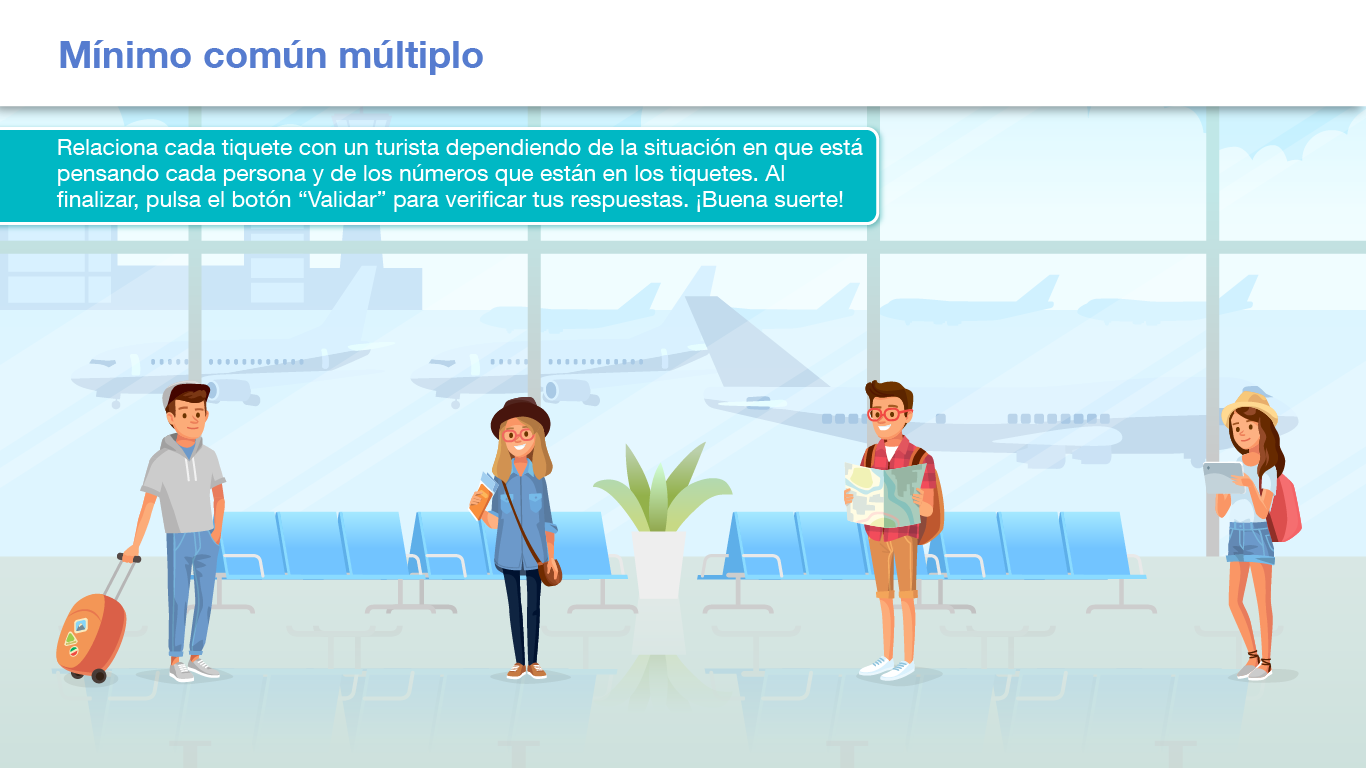 Mínimo común múltiplo
Relaciona cada tiquete con un turista dependiendo de la situación en que está
pensando cada persona y de los números que están en los tiquetes. Al
finalizar, pulsa el botón “Validar” para verificar tus respuestas. ¡Buena suerte!